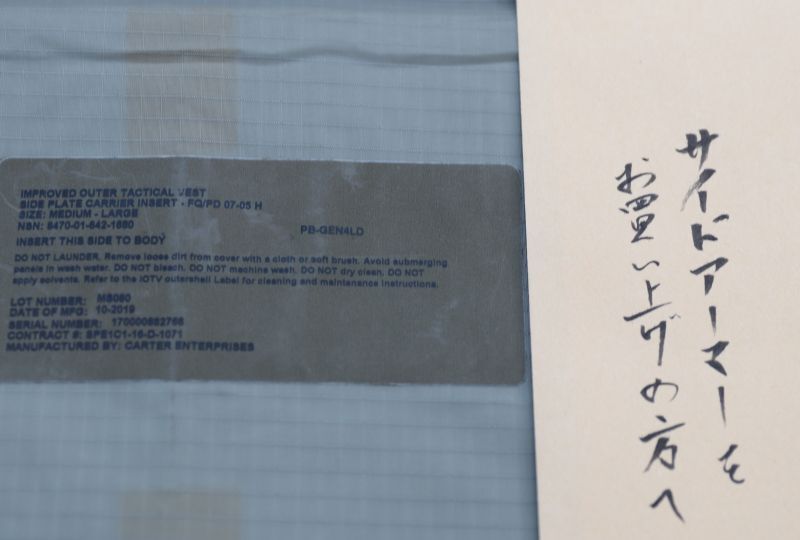 IMPROVED OUTER TACTICAL VEST
SIDE PLATE CARRIER INSERT - FQ/PD 07-05 H
SIZE: MEDIUM - LARGE
NSN: 8470-01-642-1660
PB-GEN4LD
INSERT THIS SIDE TO BODY
DO NOT LAUNDER. Remove loose dirt from cover with a cloth or soft brush. Avoid submerging
panels in wash water. DO NOT bleach. DO NOT machine wash. DO NOT dry clean. DO NOT
apply solvents. Refer to the IOTV outershell Label for cleaning and maintenance instructions.
LOT NUMBER: MS080
DATE OF MFG: 10-2019
SERIAL NUMBER: 170000682766
CONTRACT #: SPE1C1-16-D-1071
MANUFACTURED BY: CARTER ENTERPRISES
サイドアーマーを
お買い上げの方へ